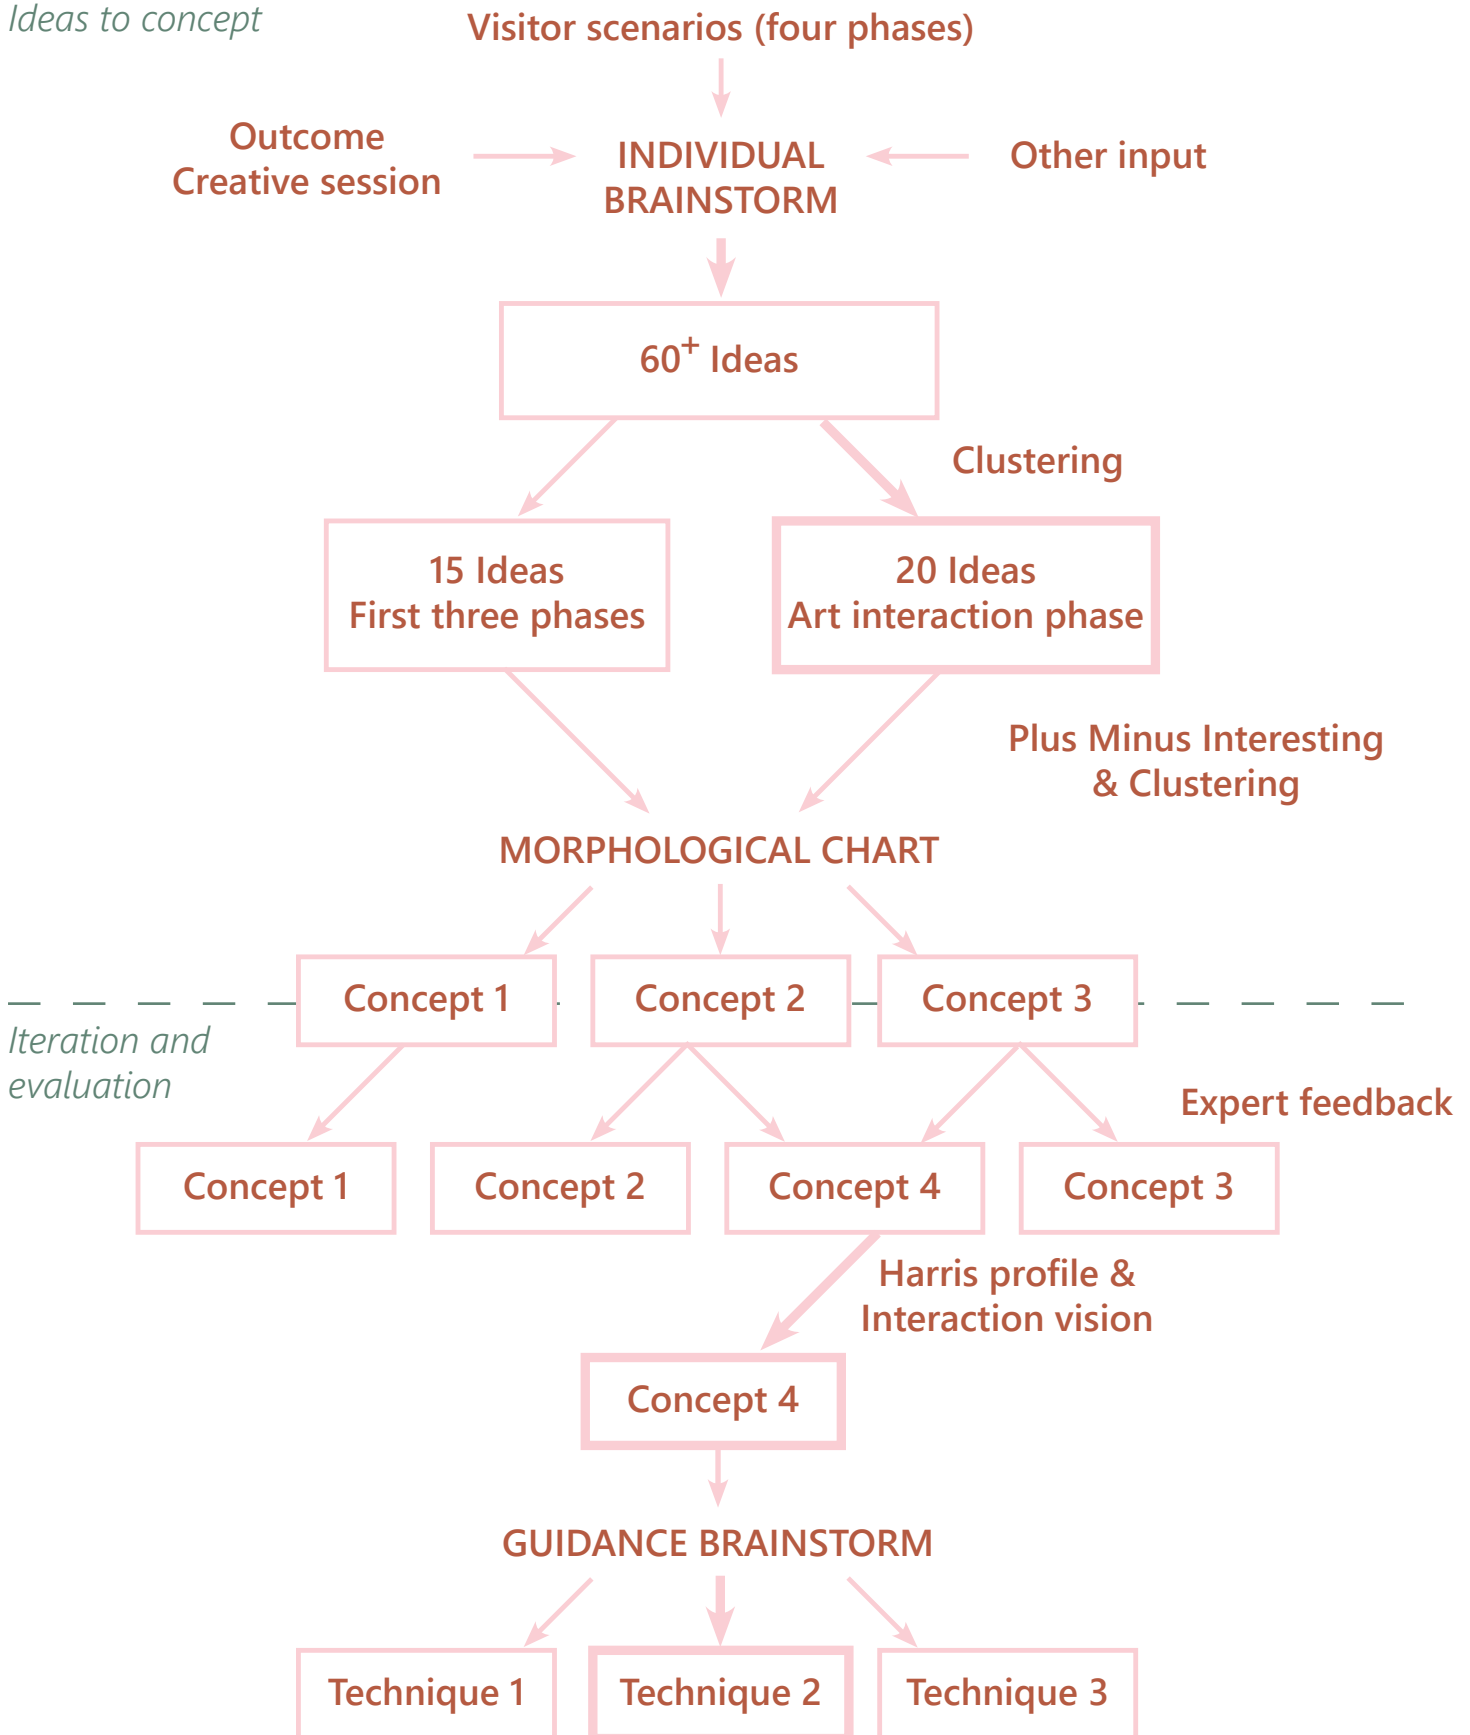 Ideas to concept
Visitor scenarios (four phases)
Outcome
Creative session
INDIVIDUAL
BRAINSTORM
Other input
60+ Ideas
Clustering
15 Ideas
First three phases
20 Ideas
Art interaction phase
Plus Minus Interesting
& Clustering
MORPHOLOGICAL CHART
Concept 1
Concept 2
Concept 3
Iteration and
evaluation
Expert feedback
Concept 1
Concept 2
Concept 4
Concept 3
Harris profile &
Interaction vision
Concept 4
GUIDANCE BRAINSTORM
Technique 1
Technique 2
Technique 3